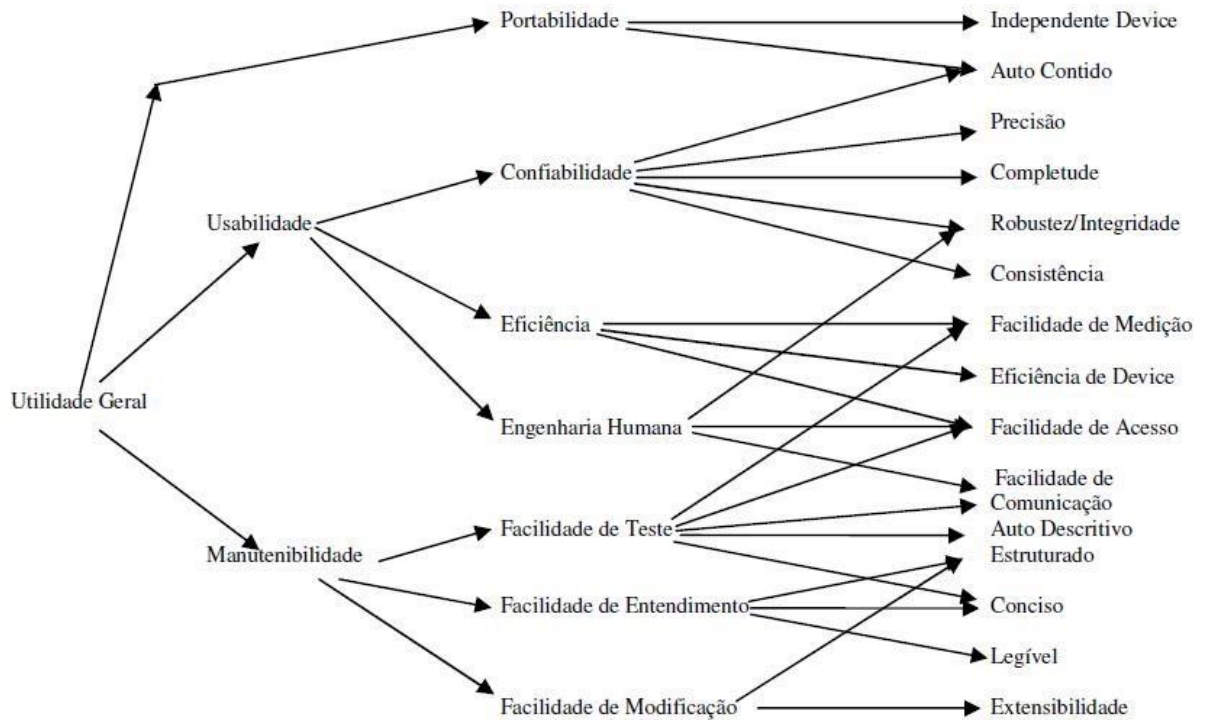 Portabilidade
Independente Device
Auto Contido
Precisão
Confiabilidade
Completude
Usabilidade
Robustez/Integridade
Consistência
Eficiência
Facilidade de Medição
Eficiência de Device
Utilidade Geral
Engenharia Humana
Facilidade de Acesso
Facilidade de
Comunicação
Facilidade de Teste
Auto Descritivo
Manutenibilidade
Estruturado
Facilidade de Entendimento
Conciso
Legível
Facilidade de Modificação
Extensibilidade